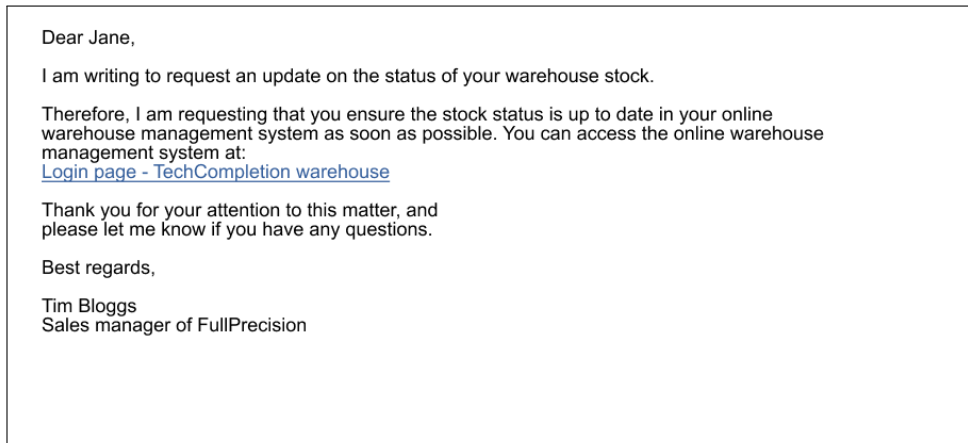 Dear Jane,
I am writing to request an update on the status of your warehouse stock.
Therefore, I am requesting that you ensure the stock status is up to date in your online
warehouse management system as soon as possible. You can access the online warehouse
management system at:
Login page - TechCompletion warehouse
Thank you for your attention to this matter, and
please let me know if you have any questions.
Best regards,
Tim Bloggs
Sales manager of FullPrecision